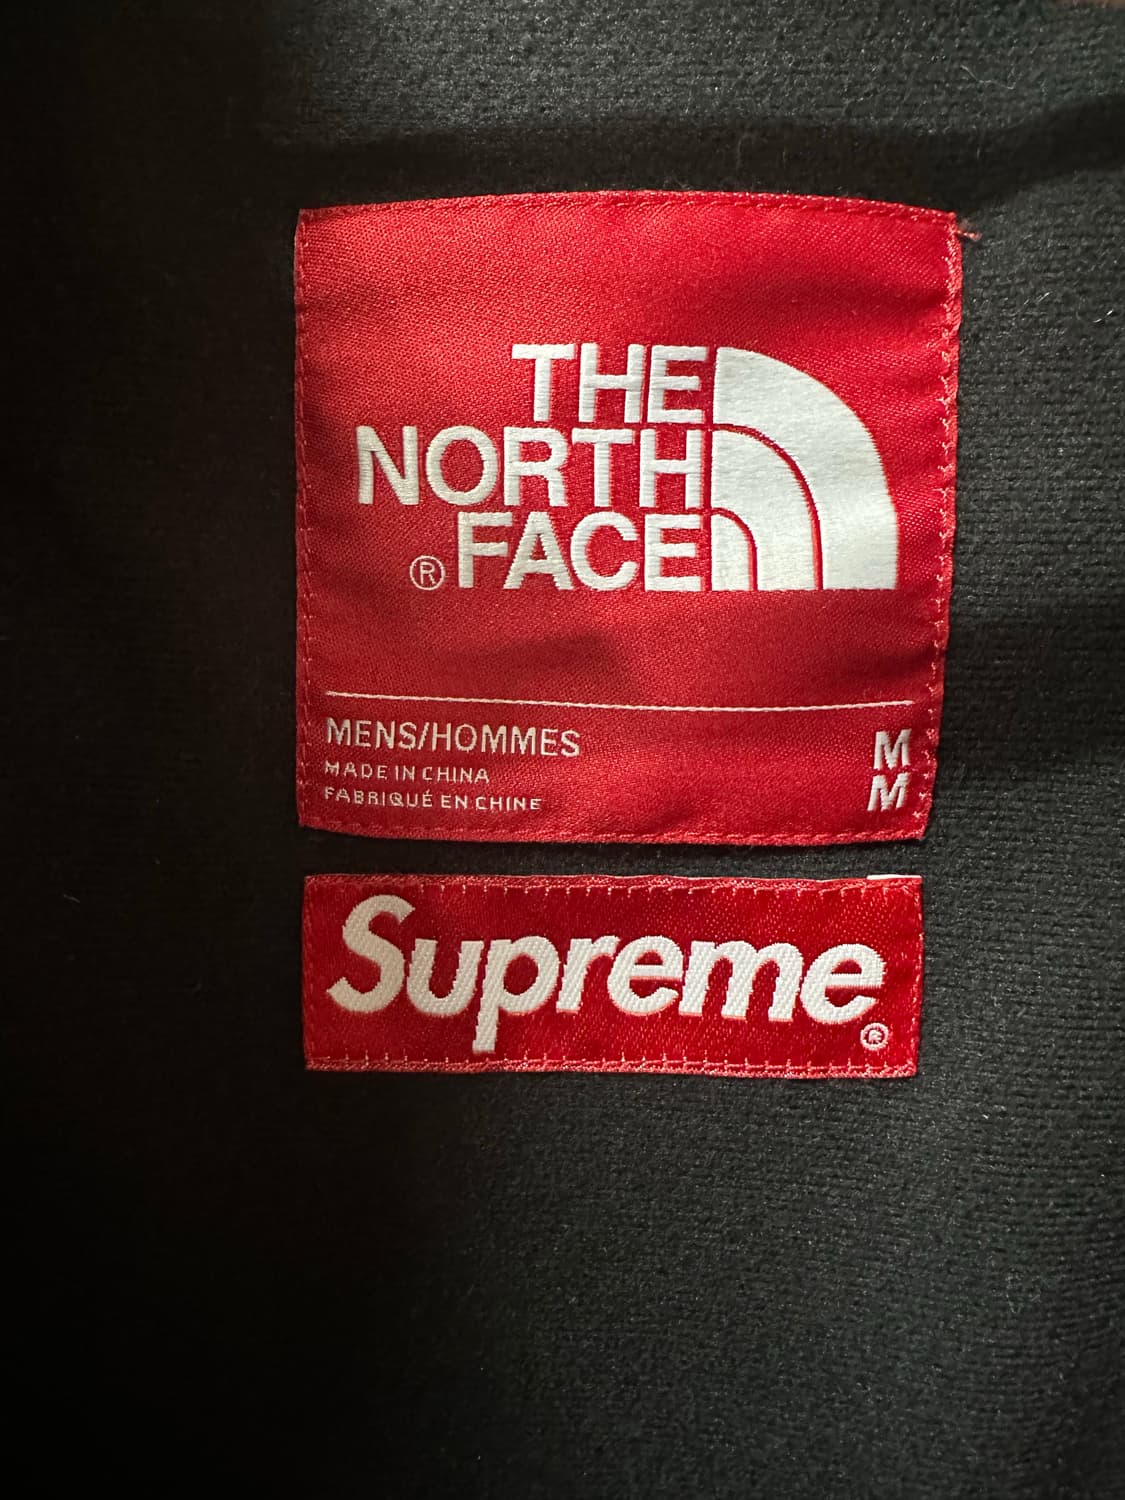 THE
NORTH
® FACE
MENS/HOMMES M
MADE IN CHINA M
FABRIQUÉ EN CHINE
Supreme®